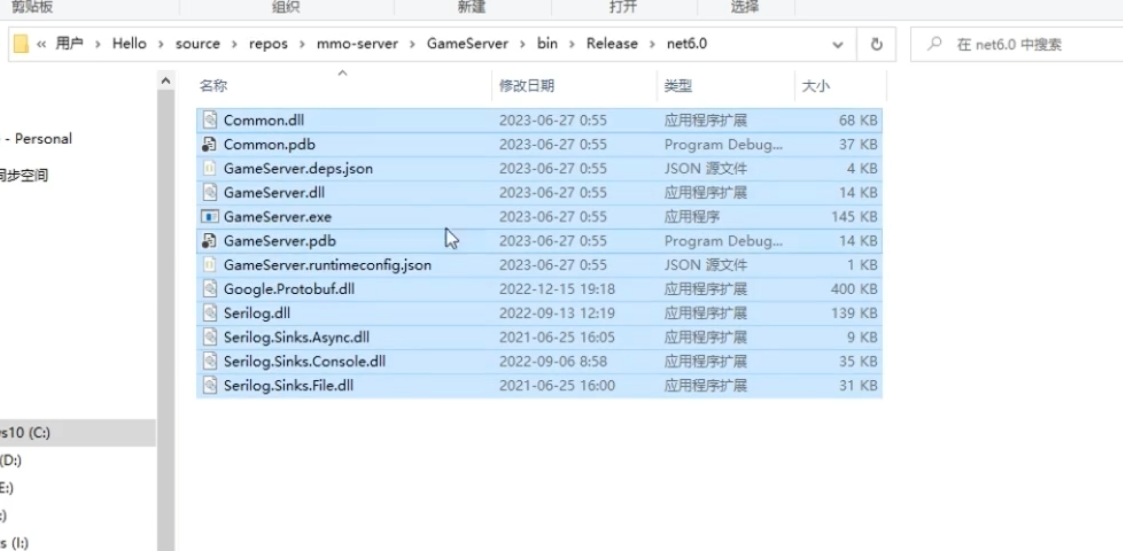 剪贴板 组织 新建 打开 选择
« 用户 › Hello › source › repos › mmo-server › GameServer › bin › Release › net6.0 在 net6.0 中搜索
名称 修改日期 类型 大小
Common.dll 2023-06-27 0:55 应用程序扩展 68 KB
- Personal
Common.pdb 2023-06-27 0:55 Program Debug... 37 KB
GameServer.deps.json 2023-06-27 0:55 JSON 源文件 4 KB
同步空间
GameServer.dll 2023-06-27 0:55 应用程序扩展 14 KB
GameServer.exe 2023-06-27 0:55 应用程序 145 KB
GameServer.pdb 2023-06-27 0:55 Program Debug... 14 KB
GameServer.runtimeconfig.json 2023-06-27 0:55 JSON 源文件 1 KB
Google.Protobuf.dll 2022-12-15 19:18 应用程序扩展 400 KB
Serilog.dll 2022-09-13 12:19 应用程序扩展 139 KB
Serilog.Sinks.Async.dll 2021-06-25 16:05 应用程序扩展 9 KB
Serilog.Sinks.Console.dll 2022-09-06 8:58 应用程序扩展 35 KB
Serilog.Sinks.File.dll 2021-06-25 16:00 应用程序扩展 31 KB
s10 (C:)
(D:)
E:)
:)
s (I:)